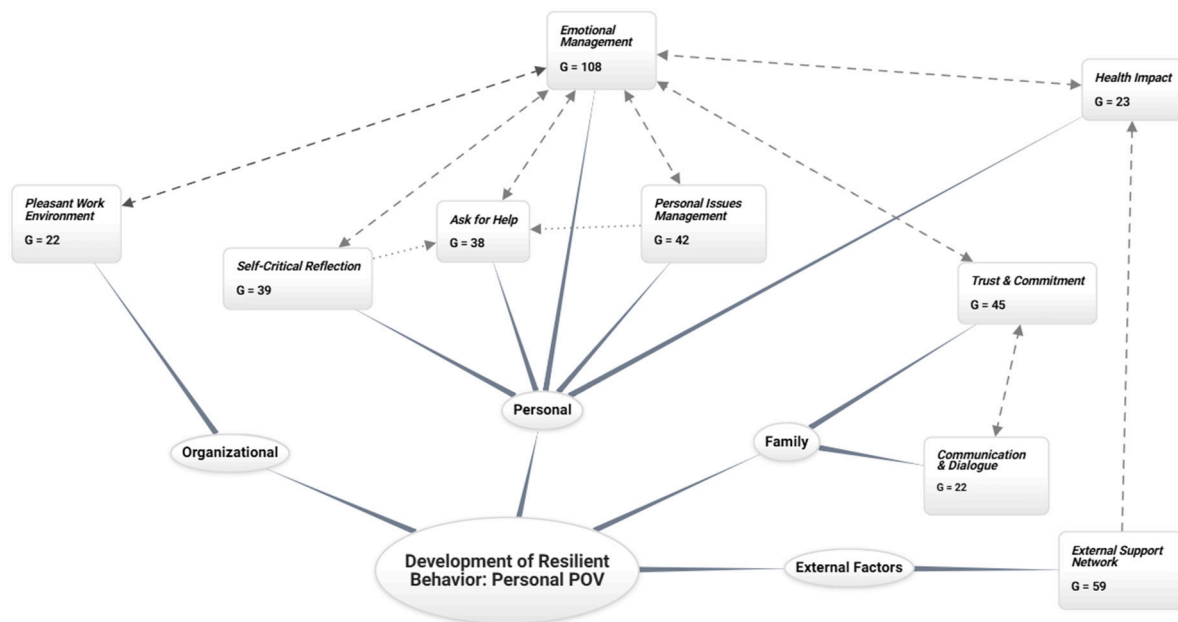 Emotional
Management
G = 108
Health Impact
G = 23
Pleasant Work
Environment
G = 22
Ask for Help
G = 38
Personal Issues
Management
G = 42
Self-Critical Reflection
G = 39
Trust & Commitment
G = 45
Personal
Organizational
Family
Communication
& Dialogue
G = 22
Development of Resilient
Behavior: Personal POV
External Factors
External Support
Network
G = 59